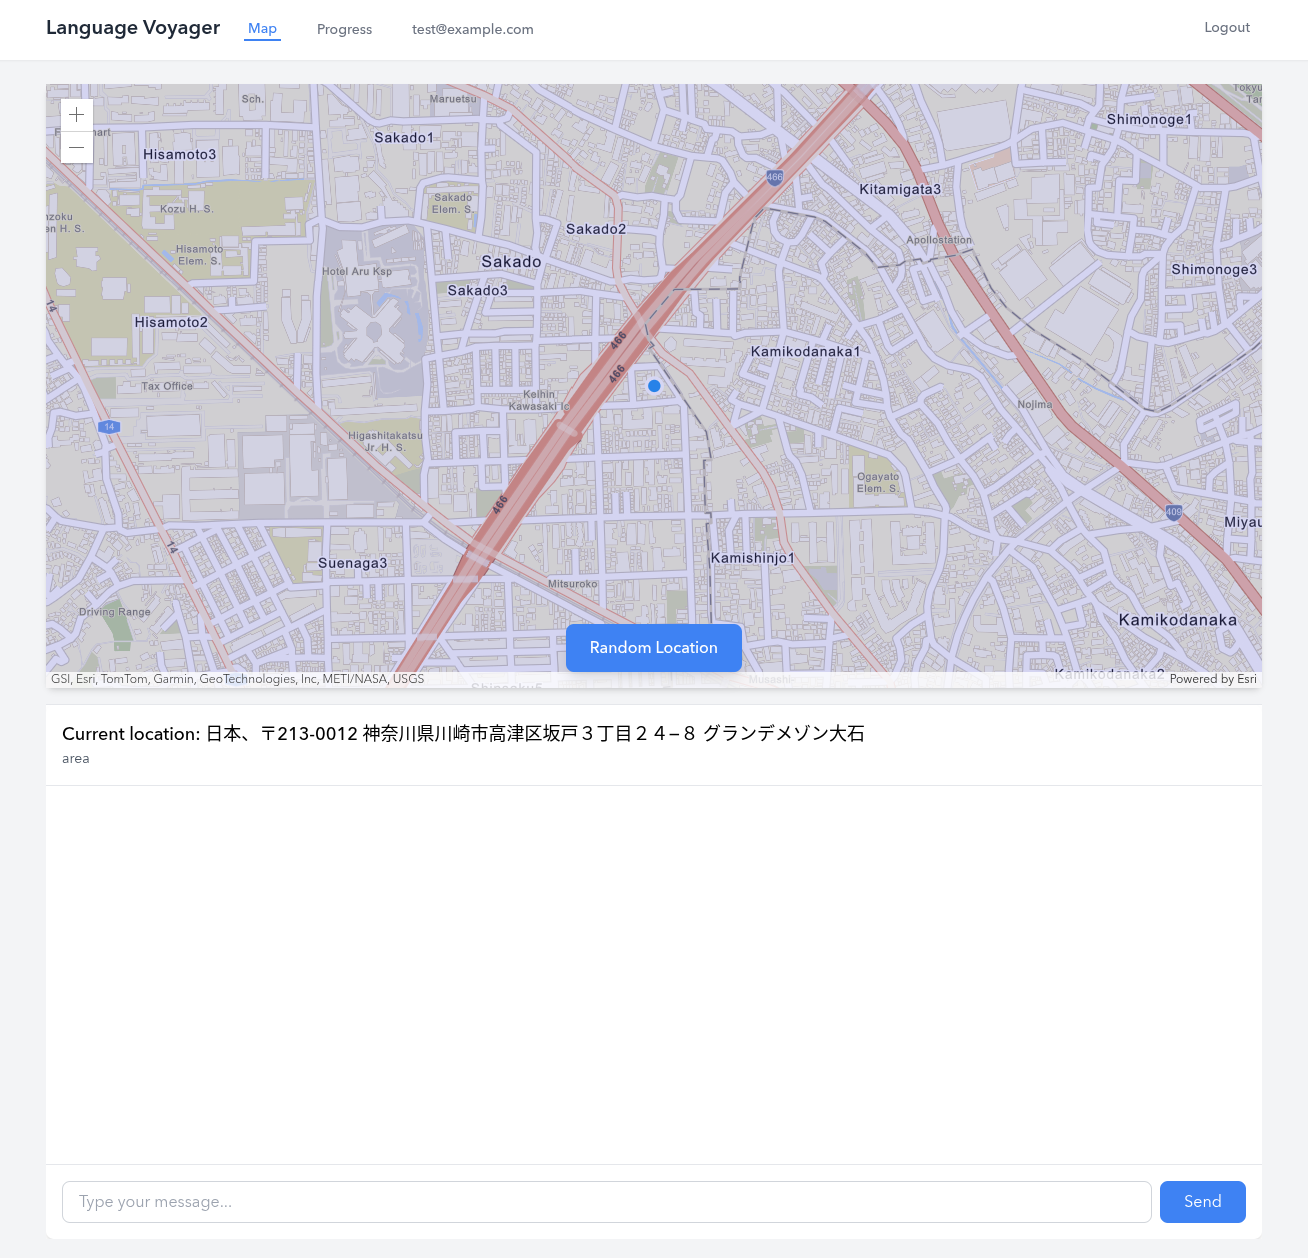 Language Voyager
Map
Progress
test@example.com
Logout
Sch.
Maruetsu
Sakado1
Hisamoto3
Shimonoge1
466
Kitamigata3
Kozu H. S.
Sakado
Elem. S.
Sakado2
Hisamoto
Elem. S.
Apollostation
Sakado
Hotel Aru Ksp
Shimonoge3
Sakado3
14
Hisamoto2
466
Kamikodanaka1
466
Tax Office
Keihin
Kawasaki Ic
Nojima
14
Higashitakatsu
Jr. H. S.
Ogayato
Elem. S.
466
409
14
Kamishinjo1
Suenaga3
Mitsuroko
Driving Range
Kamikodanaka
Random Location
Kamikodanaka2
GSI, Esri, TomTom, Garmin, GeoTechnologies, Inc, METI/NASA, USGS
Powered by Esri
Current location: 日本、〒213-0012 神奈川県川崎市高津区坂戸３丁目２４−８ グランデメゾン大石
area
Type your message...
Send